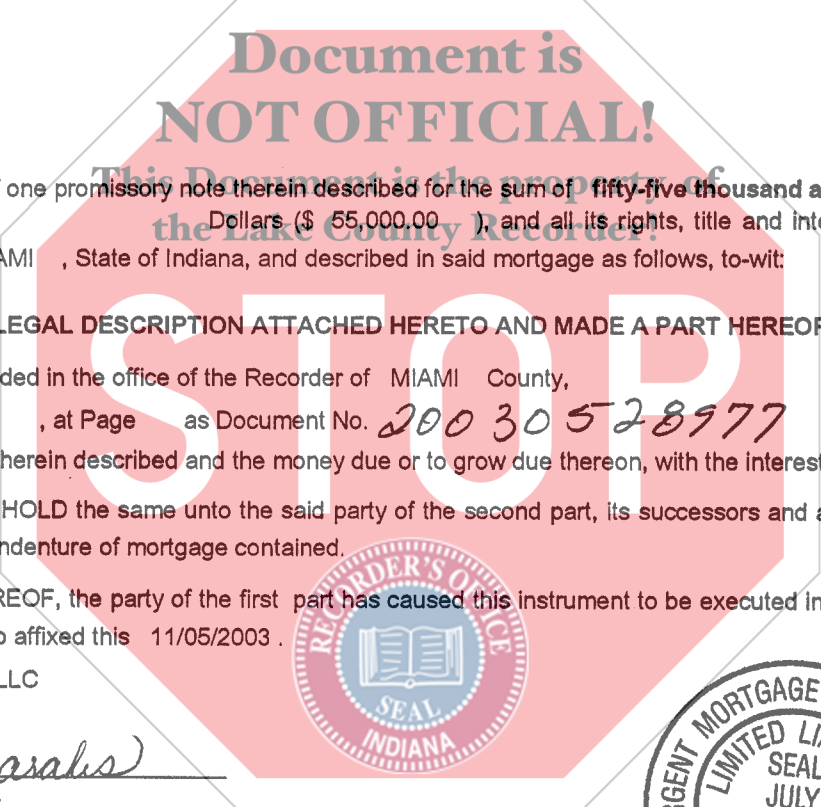 Document is
NOT OFFICIAL!
This Document is the property of
the Lake County Recorder!
one promissory note therein described for the sum of fifty-five thousand a
Dollars ($ 55,000.00 ), and all its rights, title and inte
AMI , State of Indiana, and described in said mortgage as follows, to-wit:
LEGAL DESCRIPTION ATTACHED HERETO AND MADE A PART HEREOF
ded in the office of the Recorder of MIAMI County,
, at Page as Document No. 20030528977
herein described and the money due or to grow due thereon, with the interest
HOLD the same unto the said party of the second part, its successors and a
ndenture of mortgage contained.
REOF, the party of the first part has caused this instrument to be executed in
o affixed this 11/05/2003 .
LLC
STOP
RECORDER'S OFFICE
SEAL
INDIANA
GENT MORTGAGE
LIMITED LIA
SEAL
JULY